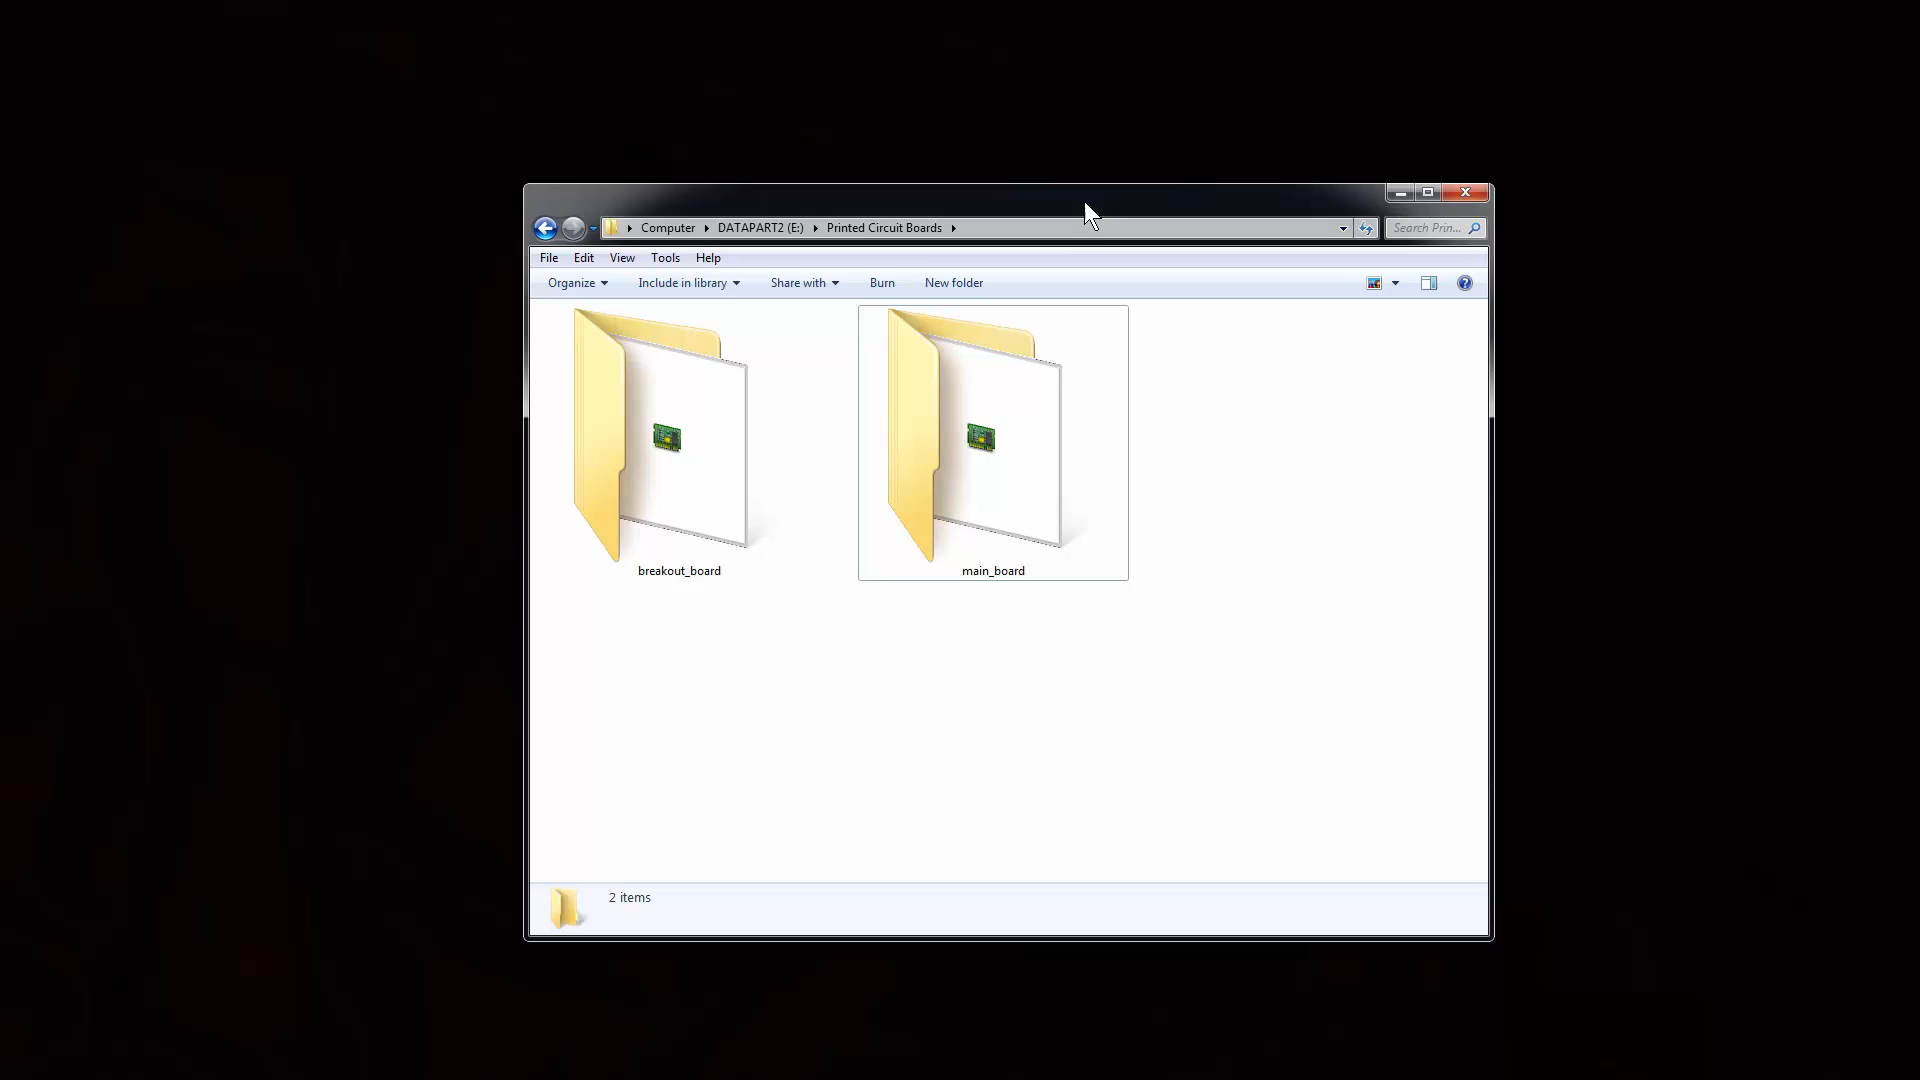 Computer DATAPART2 (E:) Printed Circuit Boards Search Prin...
File Edit View Tools Help
Organize Include in library Share with Burn New folder
breakout_board main_board
2 items